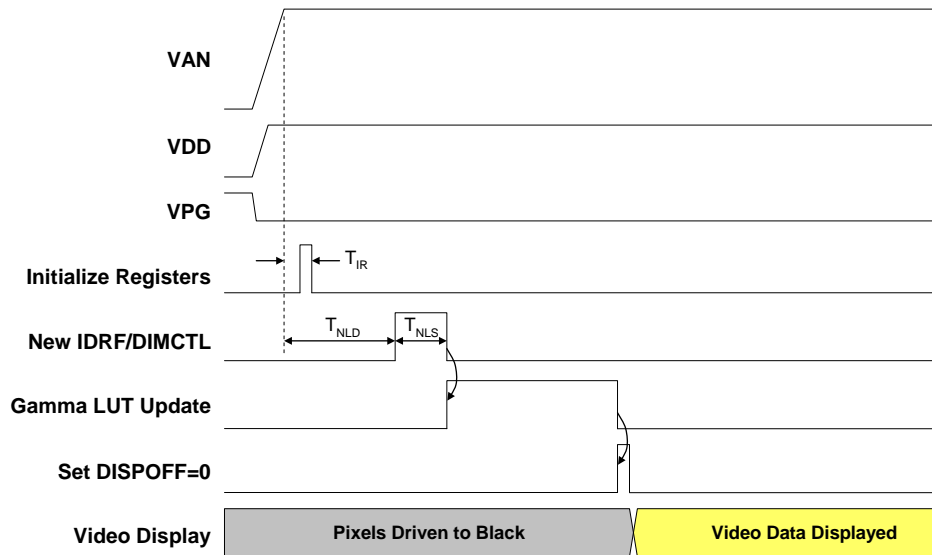 VAN
VDD
VPG
Initialize Registers
T_IR
New IDRF/DIMCTL
T_NLD
T_NLS
Gamma LUT Update
Set DISPOFF=0
Video Display
Pixels Driven to Black
Video Data Displayed